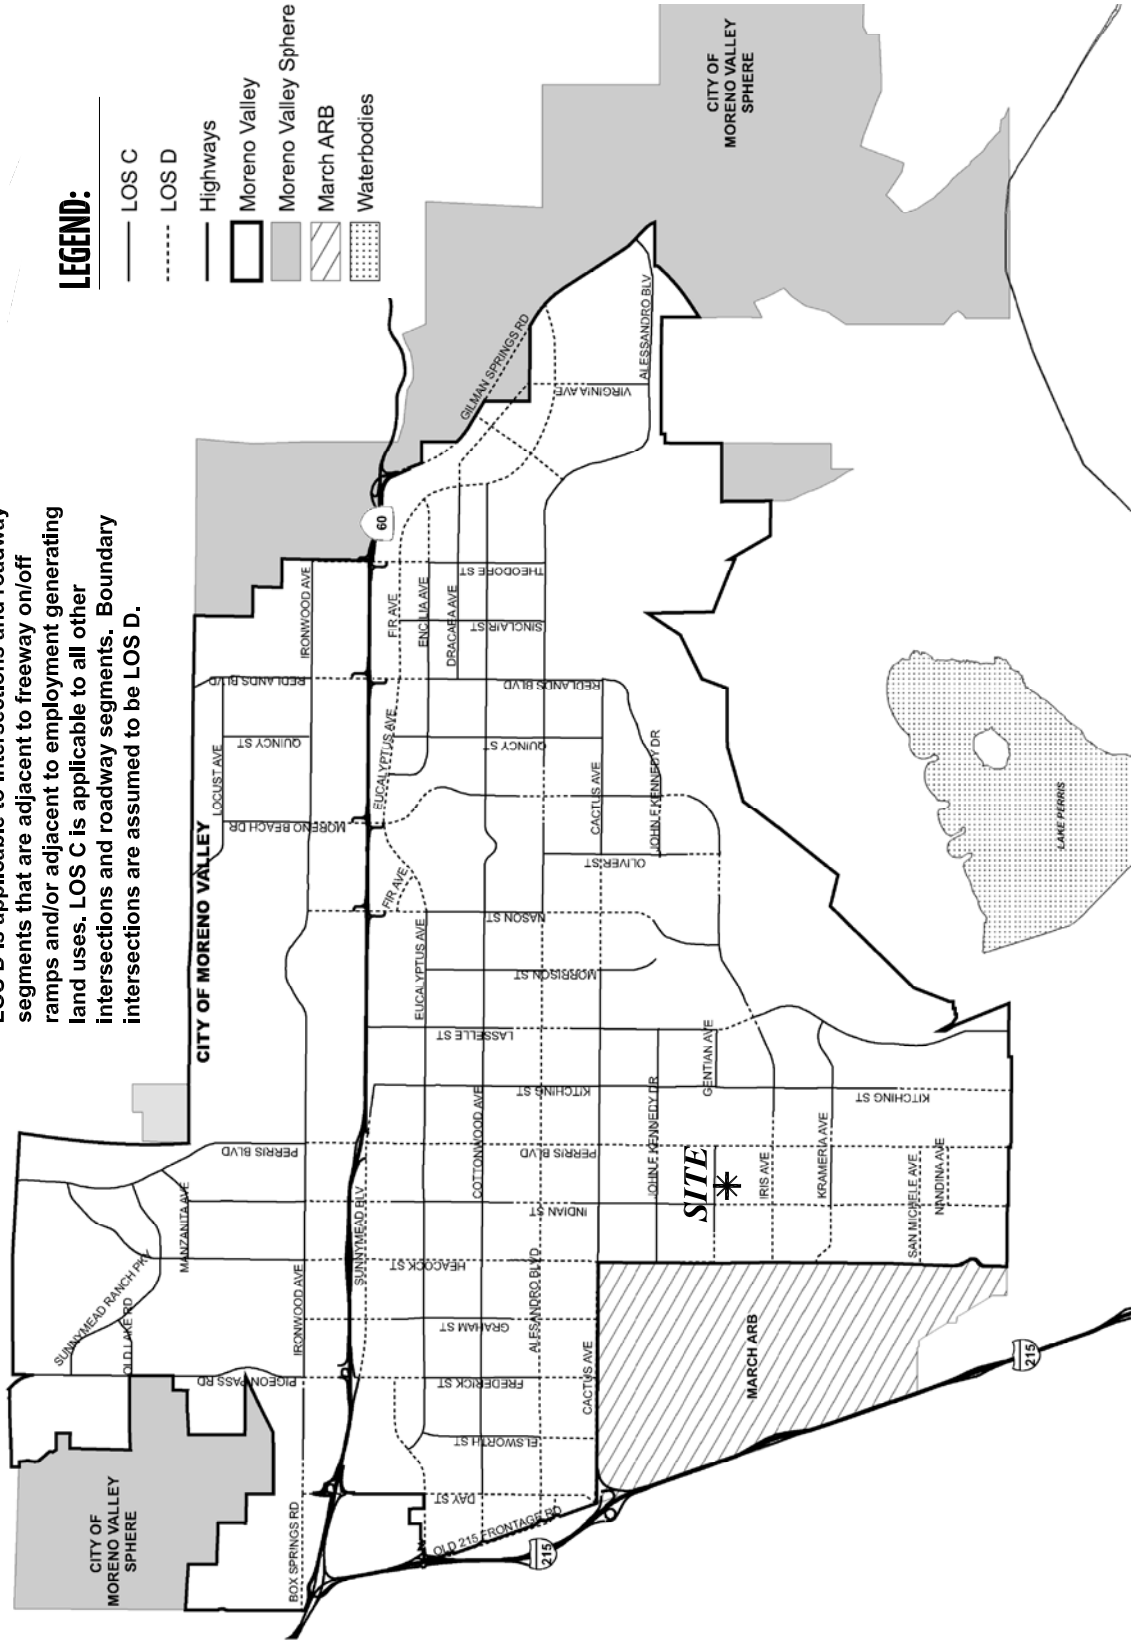 LOS D is applicable to intersections and roadway
segments that are adjacent to freeway on/off
ramps and/or adjacent to employment generating
land uses. LOS C is applicable to all other
intersections and roadway segments.  Boundary
intersections are assumed to be LOS D.
LEGEND:
LOS C
LOS D
Highways
Moreno Valley
Moreno Valley Sphere
March ARB
Waterbodies
CITY OF
MORENO VALLEY
SPHERE
CITY OF
MORENO VALLEY
SPHERE
CITY OF MORENO VALLEY
BOX SPRINGS RD
PIGEON PASS RD
OLD LAKE RD
SUNNYMEAD RANCH PK
MANZANITA AVE
PERRIS BLVD
IRONWOOD AVE
SUNNYMEAD BLV
HEACOCK ST
GRAHAM ST
FREDERICK ST
ELSWORTH ST
DAY ST
OLD 215 FRONTAGE RD
215
ALESANDRO BLVD
CACTUS AVE
INDIAN ST
PERRIS BLVD
COTTONWOOD AVE
KITCHING ST
LASSELLE ST
EUCALYPTUS AVE
MORRISON ST
NASON ST
FIR AVE
MORENO BEACH DR
LOCUST AVE
QUINCY ST
REDLANDS BLVD
IRONWOOD AVE
60
EUCALYPTUS AVE
QUINCY ST
REDLANDS BLVD
CACTUS AVE
JOHN F KENNEDY DR
OLIVER ST
FIR AVE
ENCILIA AVE
DRACAEA AVE
SINCLAIR ST
THEODORE ST
GILMAN SPRINGS RD
VIRGINIA AVE
ALESSANDRO BLV
JOHN F KENNEDY DR
GENTIAN AVE
SITE
IRIS AVE
KRAMERIA AVE
KITCHING ST
SAN MICHELE AVE
NANDINA AVE
MARCH ARB
215
LAKE PERRIS